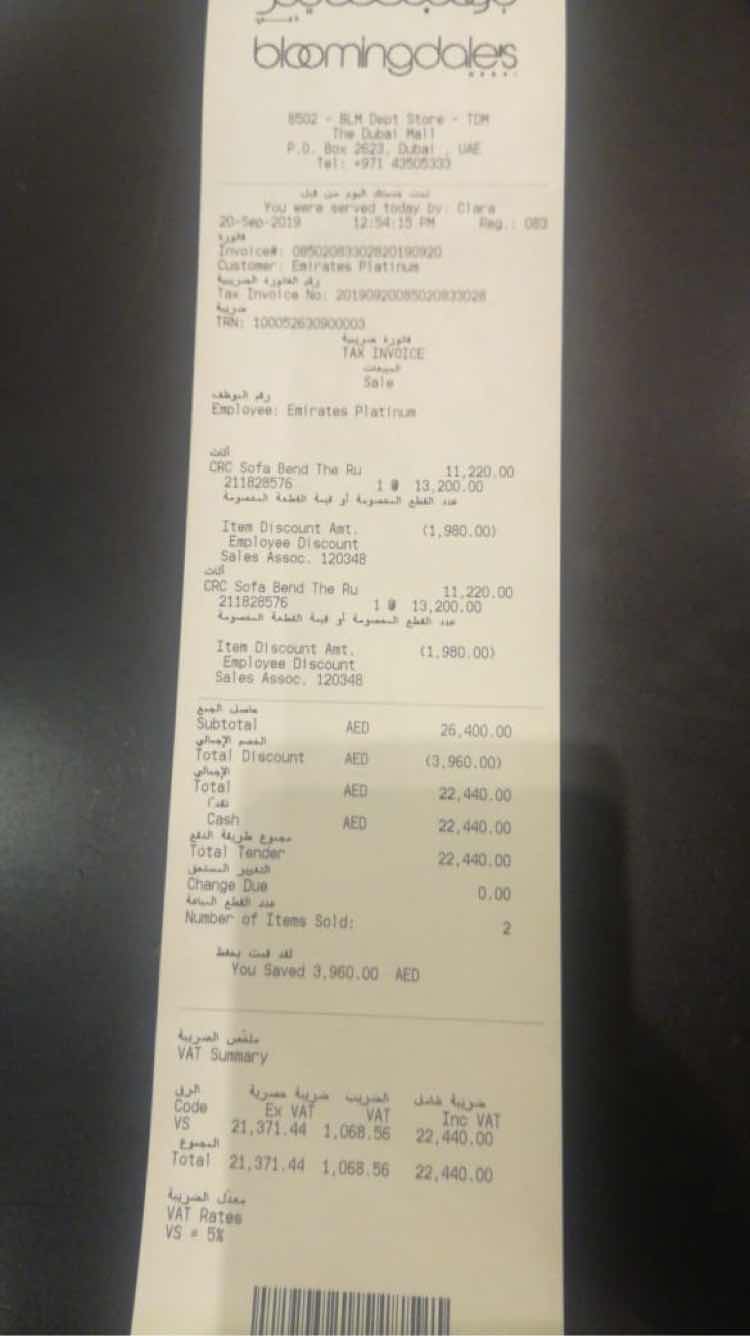 bloomingdale's
DUBAI
8502 - BLM Dept Store - TDM
The Dubai Mall
P.O. Box 2623, Dubai , UAE
Tel: +971 43505333
تمت خدمتك اليوم من قبل
You were served today by: Clara
20-Sep-2019 12:54:15 PM Reg.: 083
فاتورة
Invoice#: 08502083302820190920
Customer: Emirates Platinum
رقم الفاتورة الضريبية
Tax Invoice No: 20190920085020833028
ضريبة
TRN: 100052630900003
فاتورة ضريبية
TAX INVOICE
المبيعات
Sale
رقم الموظف
Employee: Emirates Platinum
أثاث
CRC Sofa Bend The Ru 11,220.00
211828576 1 @ 13,200.00
عدد القطع المخصومة أو قيمة القطعة المخصومة
Item Discount Amt. (1,980.00)
Employee Discount
Sales Assoc. 120348
أثاث
CRC Sofa Bend The Ru 11,220.00
211828576 1 @ 13,200.00
عدد القطع المخصومة أو قيمة القطعة المخصومة
Item Discount Amt. (1,980.00)
Employee Discount
Sales Assoc. 120348
حاصل الجمع
Subtotal AED 26,400.00
الخصم الإجمالي
Total Discount AED (3,960.00)
الإجمالي
Total AED 22,440.00
نقداً
Cash AED 22,440.00
مجموع طريقة الدفع
Total Tender 22,440.00
التغيير المستحق
Change Due 0.00
عدد القطع المباعة
Number of Items Sold: 2
لقد قمت بحفظ
You Saved 3,960.00 AED
ملخص الضريبة
VAT Summary
ضريبة حصرية الضريب ضريبة شامل
Code Ex VAT VAT Inc VAT
VS 21,371.44 1,068.56 22,440.00
المجموع
Total 21,371.44 1,068.56 22,440.00
معدل الضريبة
VAT Rates
VS = 5%